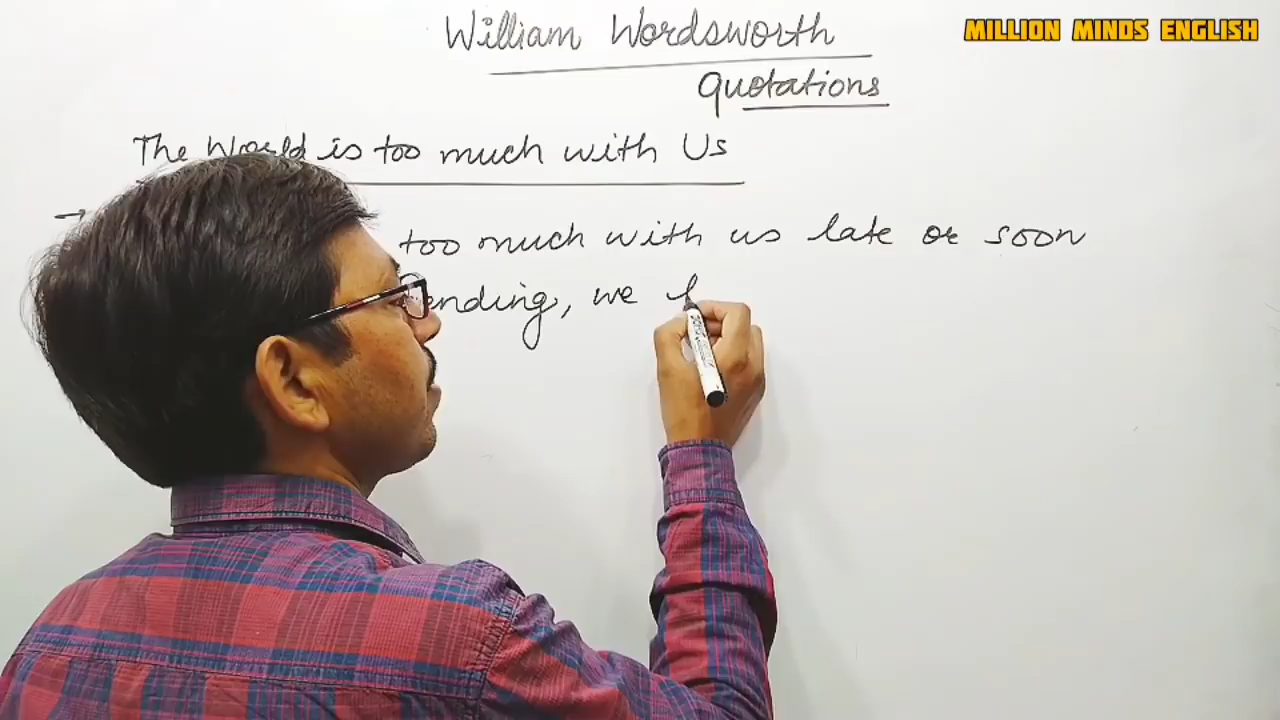 William Wordsworth
MILLION MINDS ENGLISH
Quotations
The World is too much with Us
too much with us late or soon
ending, we